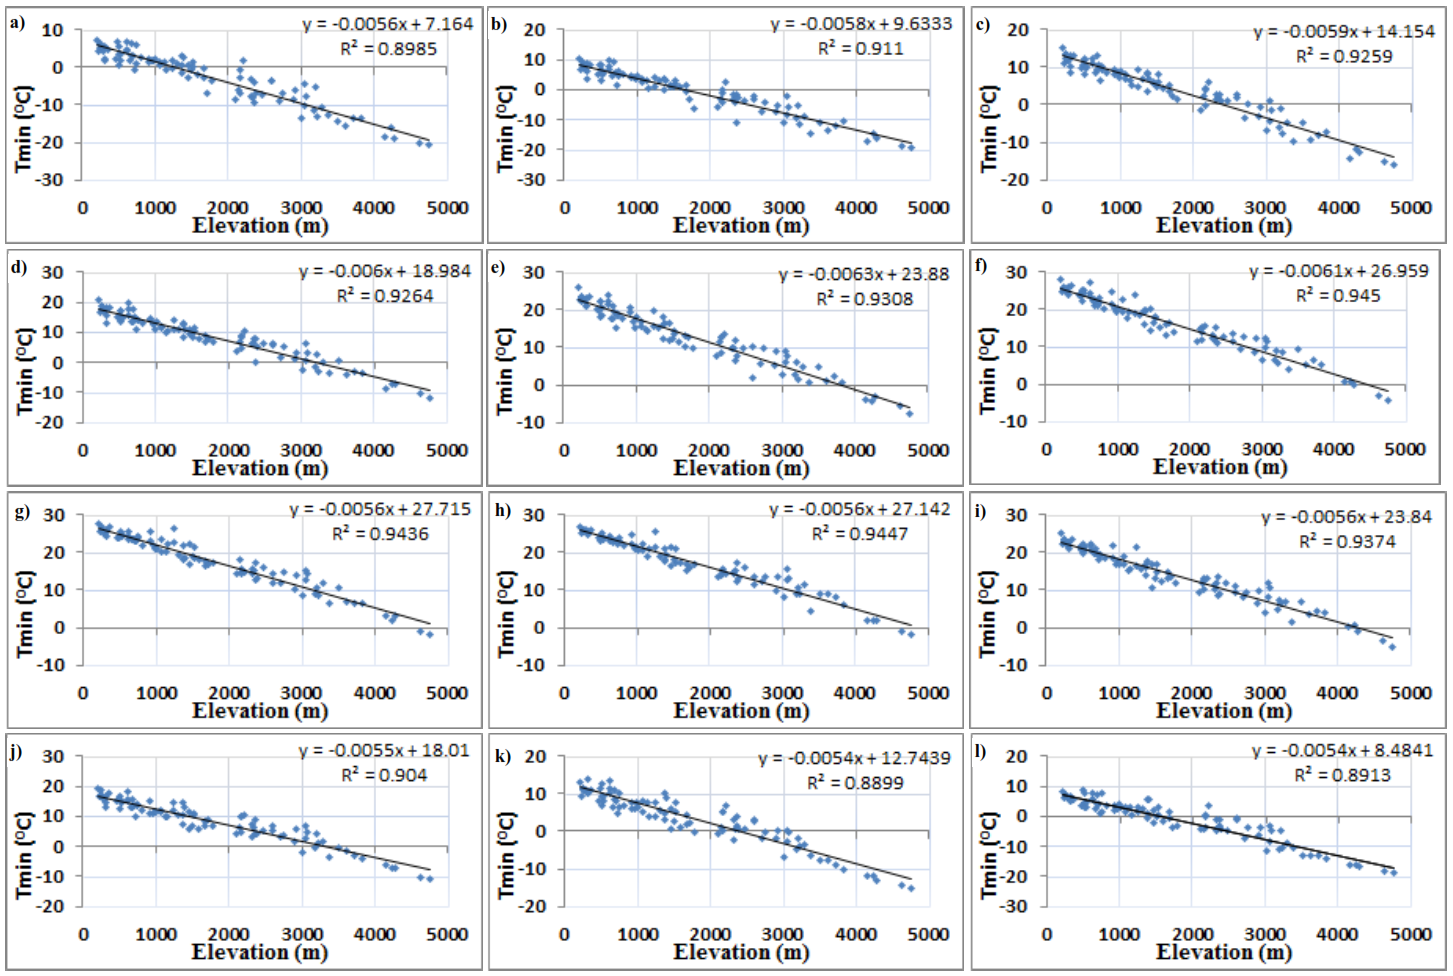 a)
y = -0.0056x + 7.164
R² = 0.8985
10
0
-10
-20
-30
Tmin (⁰C)
0 1000 2000 3000 4000 5000
Elevation (m)
b)
y = -0.0058x + 9.6333
R² = 0.911
20
10
0
-10
-20
-30
Tmin (⁰C)
0 1000 2000 3000 4000 5000
Elevation (m)
c)
y = -0.0059x + 14.154
R² = 0.9259
20
10
0
-10
-20
Tmin (⁰C)
0 1000 2000 3000 4000 5000
Elevation (m)
d)
y = -0.006x + 18.984
R² = 0.9264
30
20
10
0
-10
-20
Tmin (⁰C)
0 1000 2000 3000 4000 5000
Elevation (m)
e)
y = -0.0063x + 23.88
R² = 0.9308
30
20
10
0
-10
Tmin (⁰C)
0 1000 2000 3000 4000 5000
Elevation (m)
f)
y = -0.0061x + 26.959
R² = 0.945
30
20
10
0
-10
Tmin (⁰C)
0 1000 2000 3000 4000 5000
Elevation (m)
g)
y = -0.0056x + 27.715
R² = 0.9436
30
20
10
0
-10
Tmin (⁰C)
0 1000 2000 3000 4000 5000
Elevation (m)
h)
y = -0.0056x + 27.142
R² = 0.9447
30
20
10
0
-10
Tmin (⁰C)
0 1000 2000 3000 4000 5000
Elevation (m)
i)
y = -0.0056x + 23.84
R² = 0.9374
30
20
10
0
-10
Tmin (⁰C)
0 1000 2000 3000 4000 5000
Elevation (m)
j)
y = -0.0055x + 18.01
R² = 0.904
30
20
10
0
-10
-20
Tmin (⁰C)
0 1000 2000 3000 4000 5000
Elevation (m)
k)
y = -0.0054x + 12.7439
R² = 0.8899
20
10
0
-10
-20
Tmin (⁰C)
0 1000 2000 3000 4000 5000
Elevation (m)
l)
y = -0.0054x + 8.4841
R² = 0.8913
20
10
0
-10
-20
-30
Tmin (⁰C)
0 1000 2000 3000 4000 5000
Elevation (m)